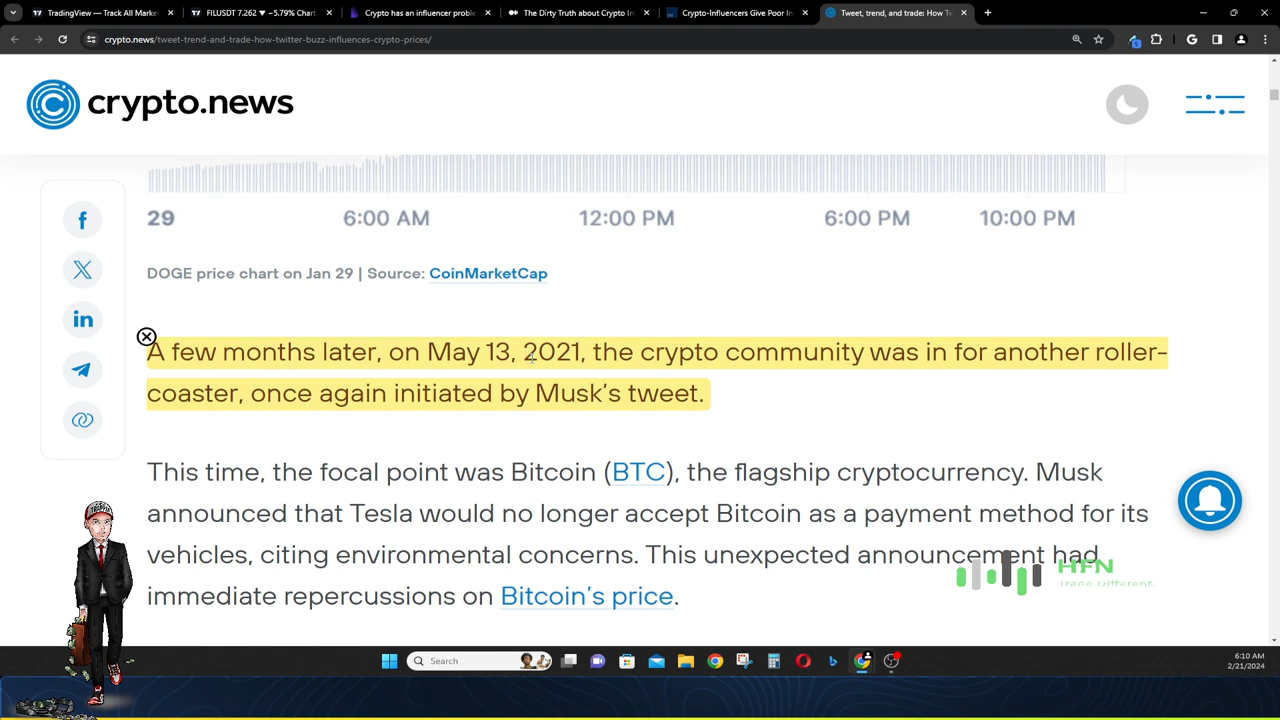 TradingView — Track All Market
FILUSDT 7.262 ▼ −5.79% Chart
Crypto has an influencer proble
The Dirty Truth about Crypto In
Crypto-Influencers Give Poor In
Tweet, trend, and trade: How Tw
crypto.news/tweet-trend-and-trade-how-twitter-buzz-influences-crypto-prices/
crypto.news
29 6:00 AM 12:00 PM 6:00 PM 10:00 PM
DOGE price chart on Jan 29 | Source: CoinMarketCap
A few months later, on May 13, 2021, the crypto community was in for another roller-
coaster, once again initiated by Musk's tweet.
This time, the focal point was Bitcoin (BTC), the flagship cryptocurrency. Musk
announced that Tesla would no longer accept Bitcoin as a payment method for its
vehicles, citing environmental concerns. This unexpected announcement had
immediate repercussions on Bitcoin's price.
HFN
Trade Different.
Search
6:10 AM
2/21/2024